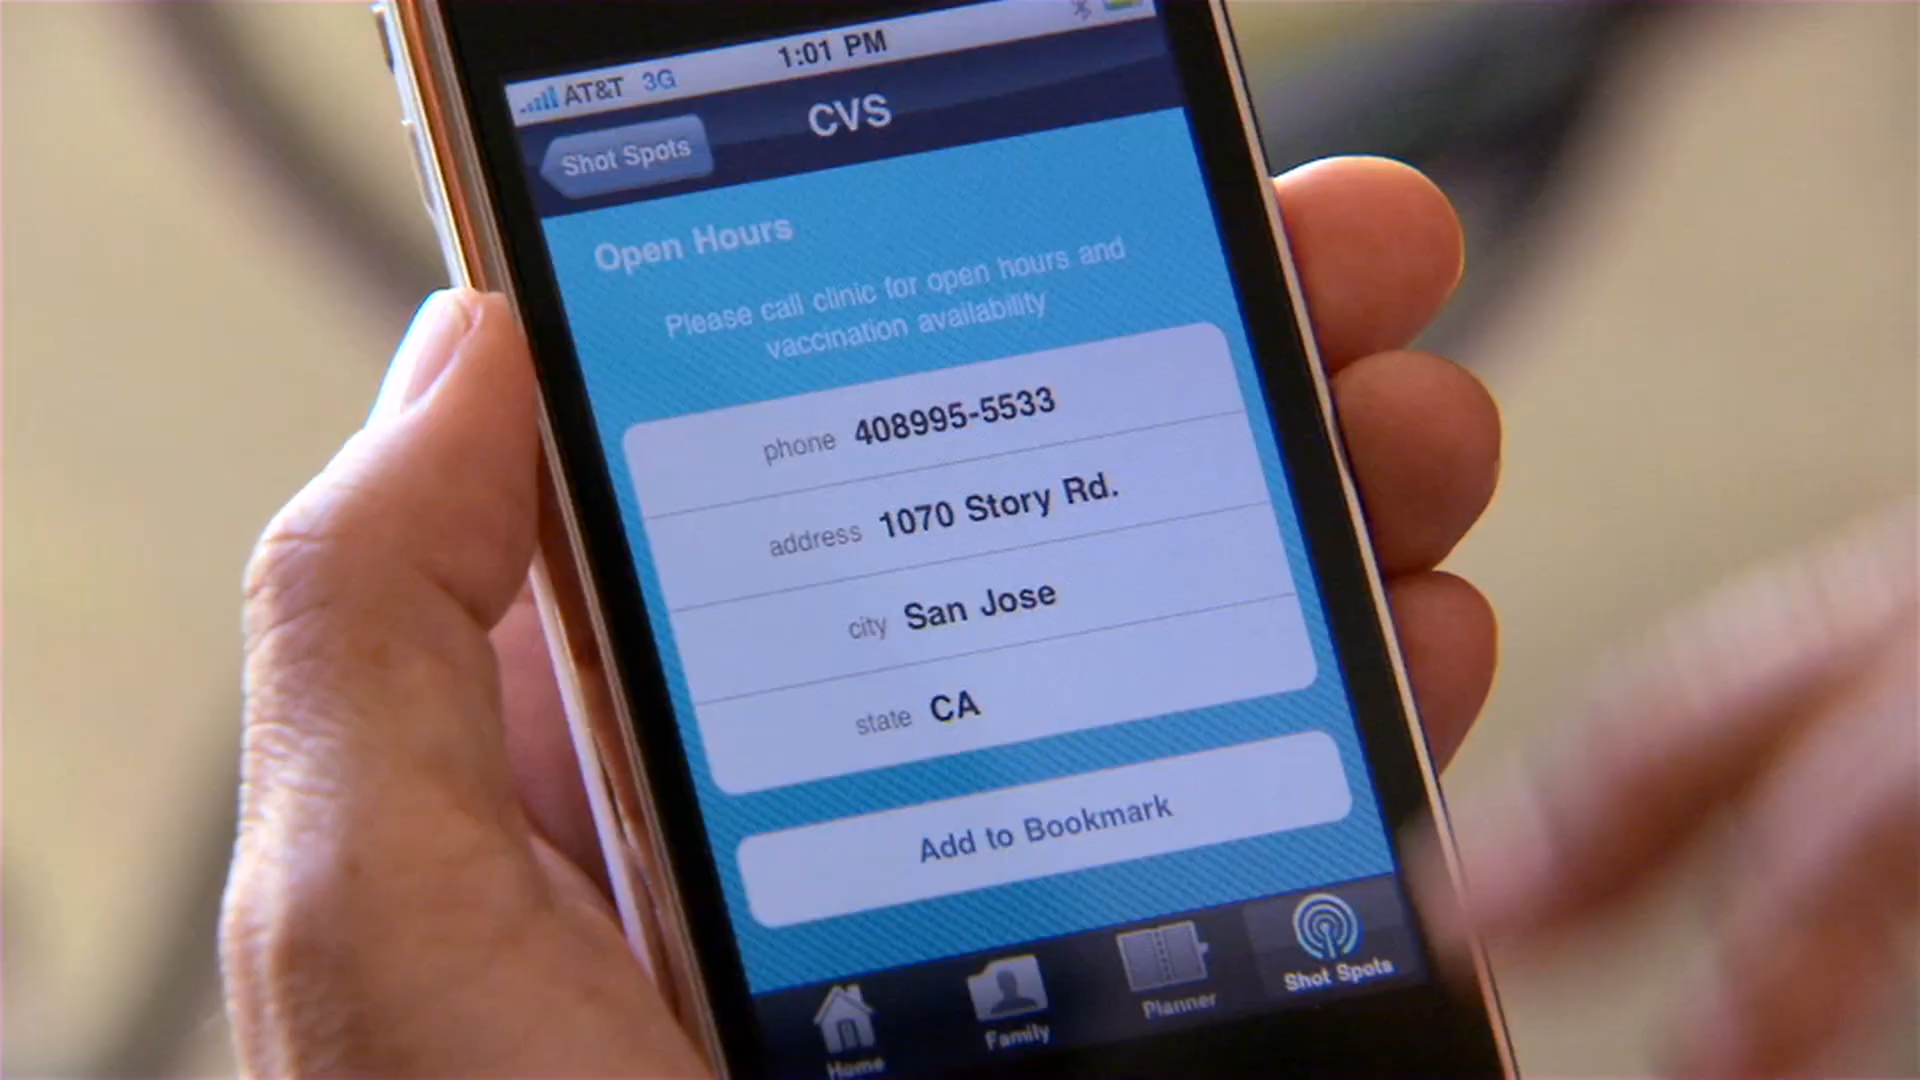 1:01 PM
AT&T 3G
CVS
Shot Spots
Open Hours
Please call clinic for open hours and
vaccination availability
phone 408995-5533
address 1070 Story Rd.
city San Jose
state CA
Add to Bookmark
Home
Family
Planner
Shot Spots